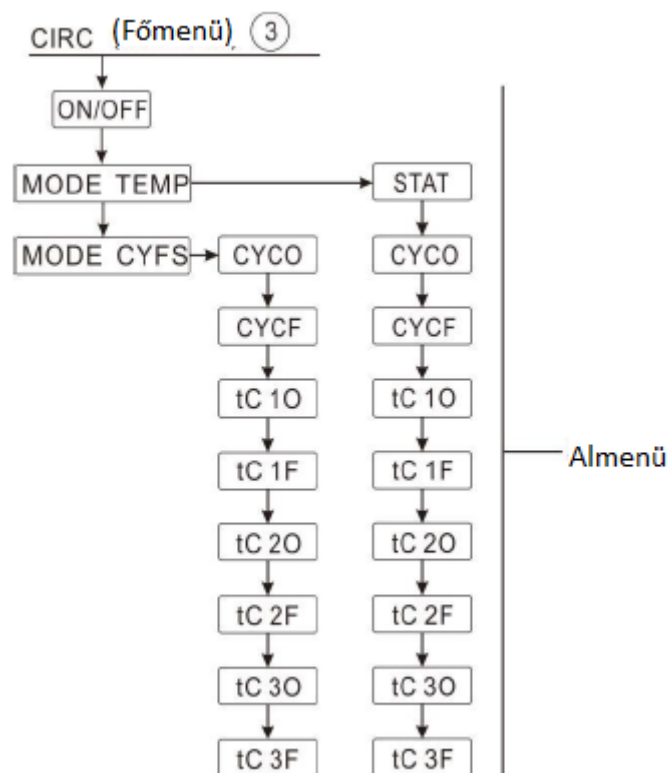 CIRC (Főmenü), 3
ON/OFF
MODE TEMP STAT
MODE CYFS CYCO CYCO
CYCF CYCF
tC 1O tC 1O
tC 1F tC 1F
Almenü
tC 2O tC 2O
tC 2F tC 2F
tC 3O tC 3O
tC 3F tC 3F